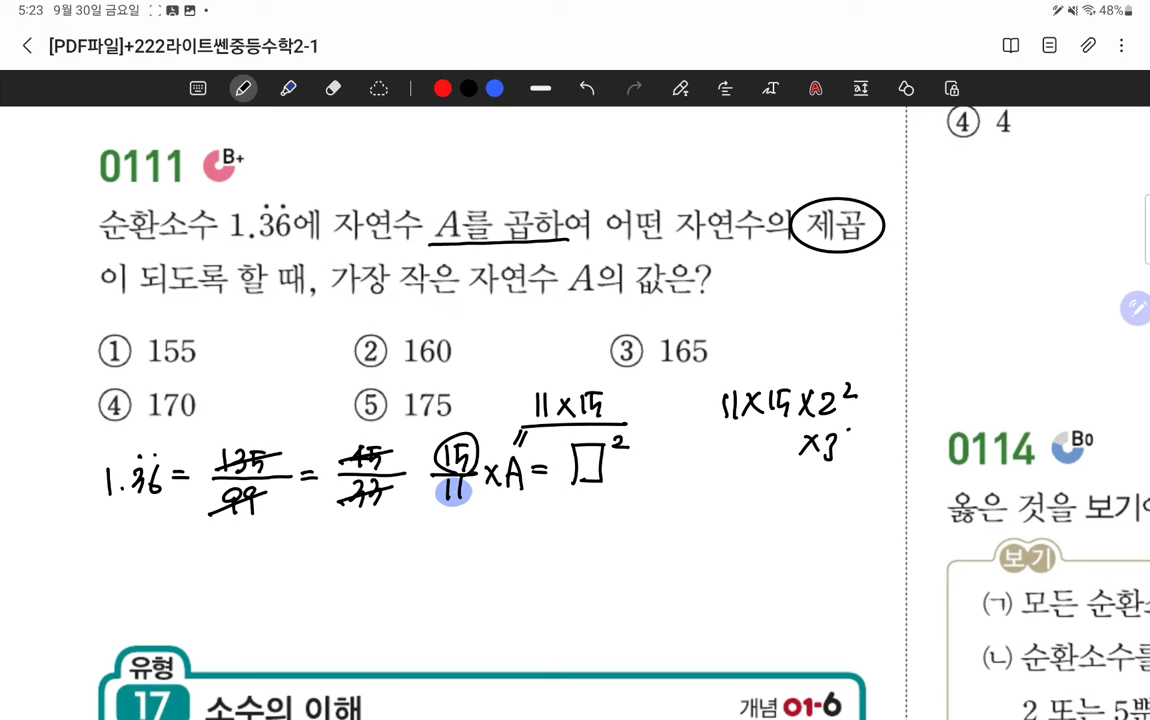 5:23 9월 30일 금요일
48%
[PDF파일]+222라이트쎈중등수학2-1
④ 4
0111 B+
순환소수 1.3̇6̇에 자연수 A를 곱하여 어떤 자연수의 제곱
이 되도록 할 때, 가장 작은 자연수 A의 값은?
① 155 ② 160 ③ 165
④ 170 ⑤ 175
11×15
11×15×2²
×3
1.3̇6̇ = 135/99 = 45/33 15/11 ×A = □²
0114 B0
옳은 것을 보기
보기
(ㄱ) 모든 순환
(ㄴ) 순환소수를
2 또는 5뿐
유형
17 소수의 이해 개념 01-6